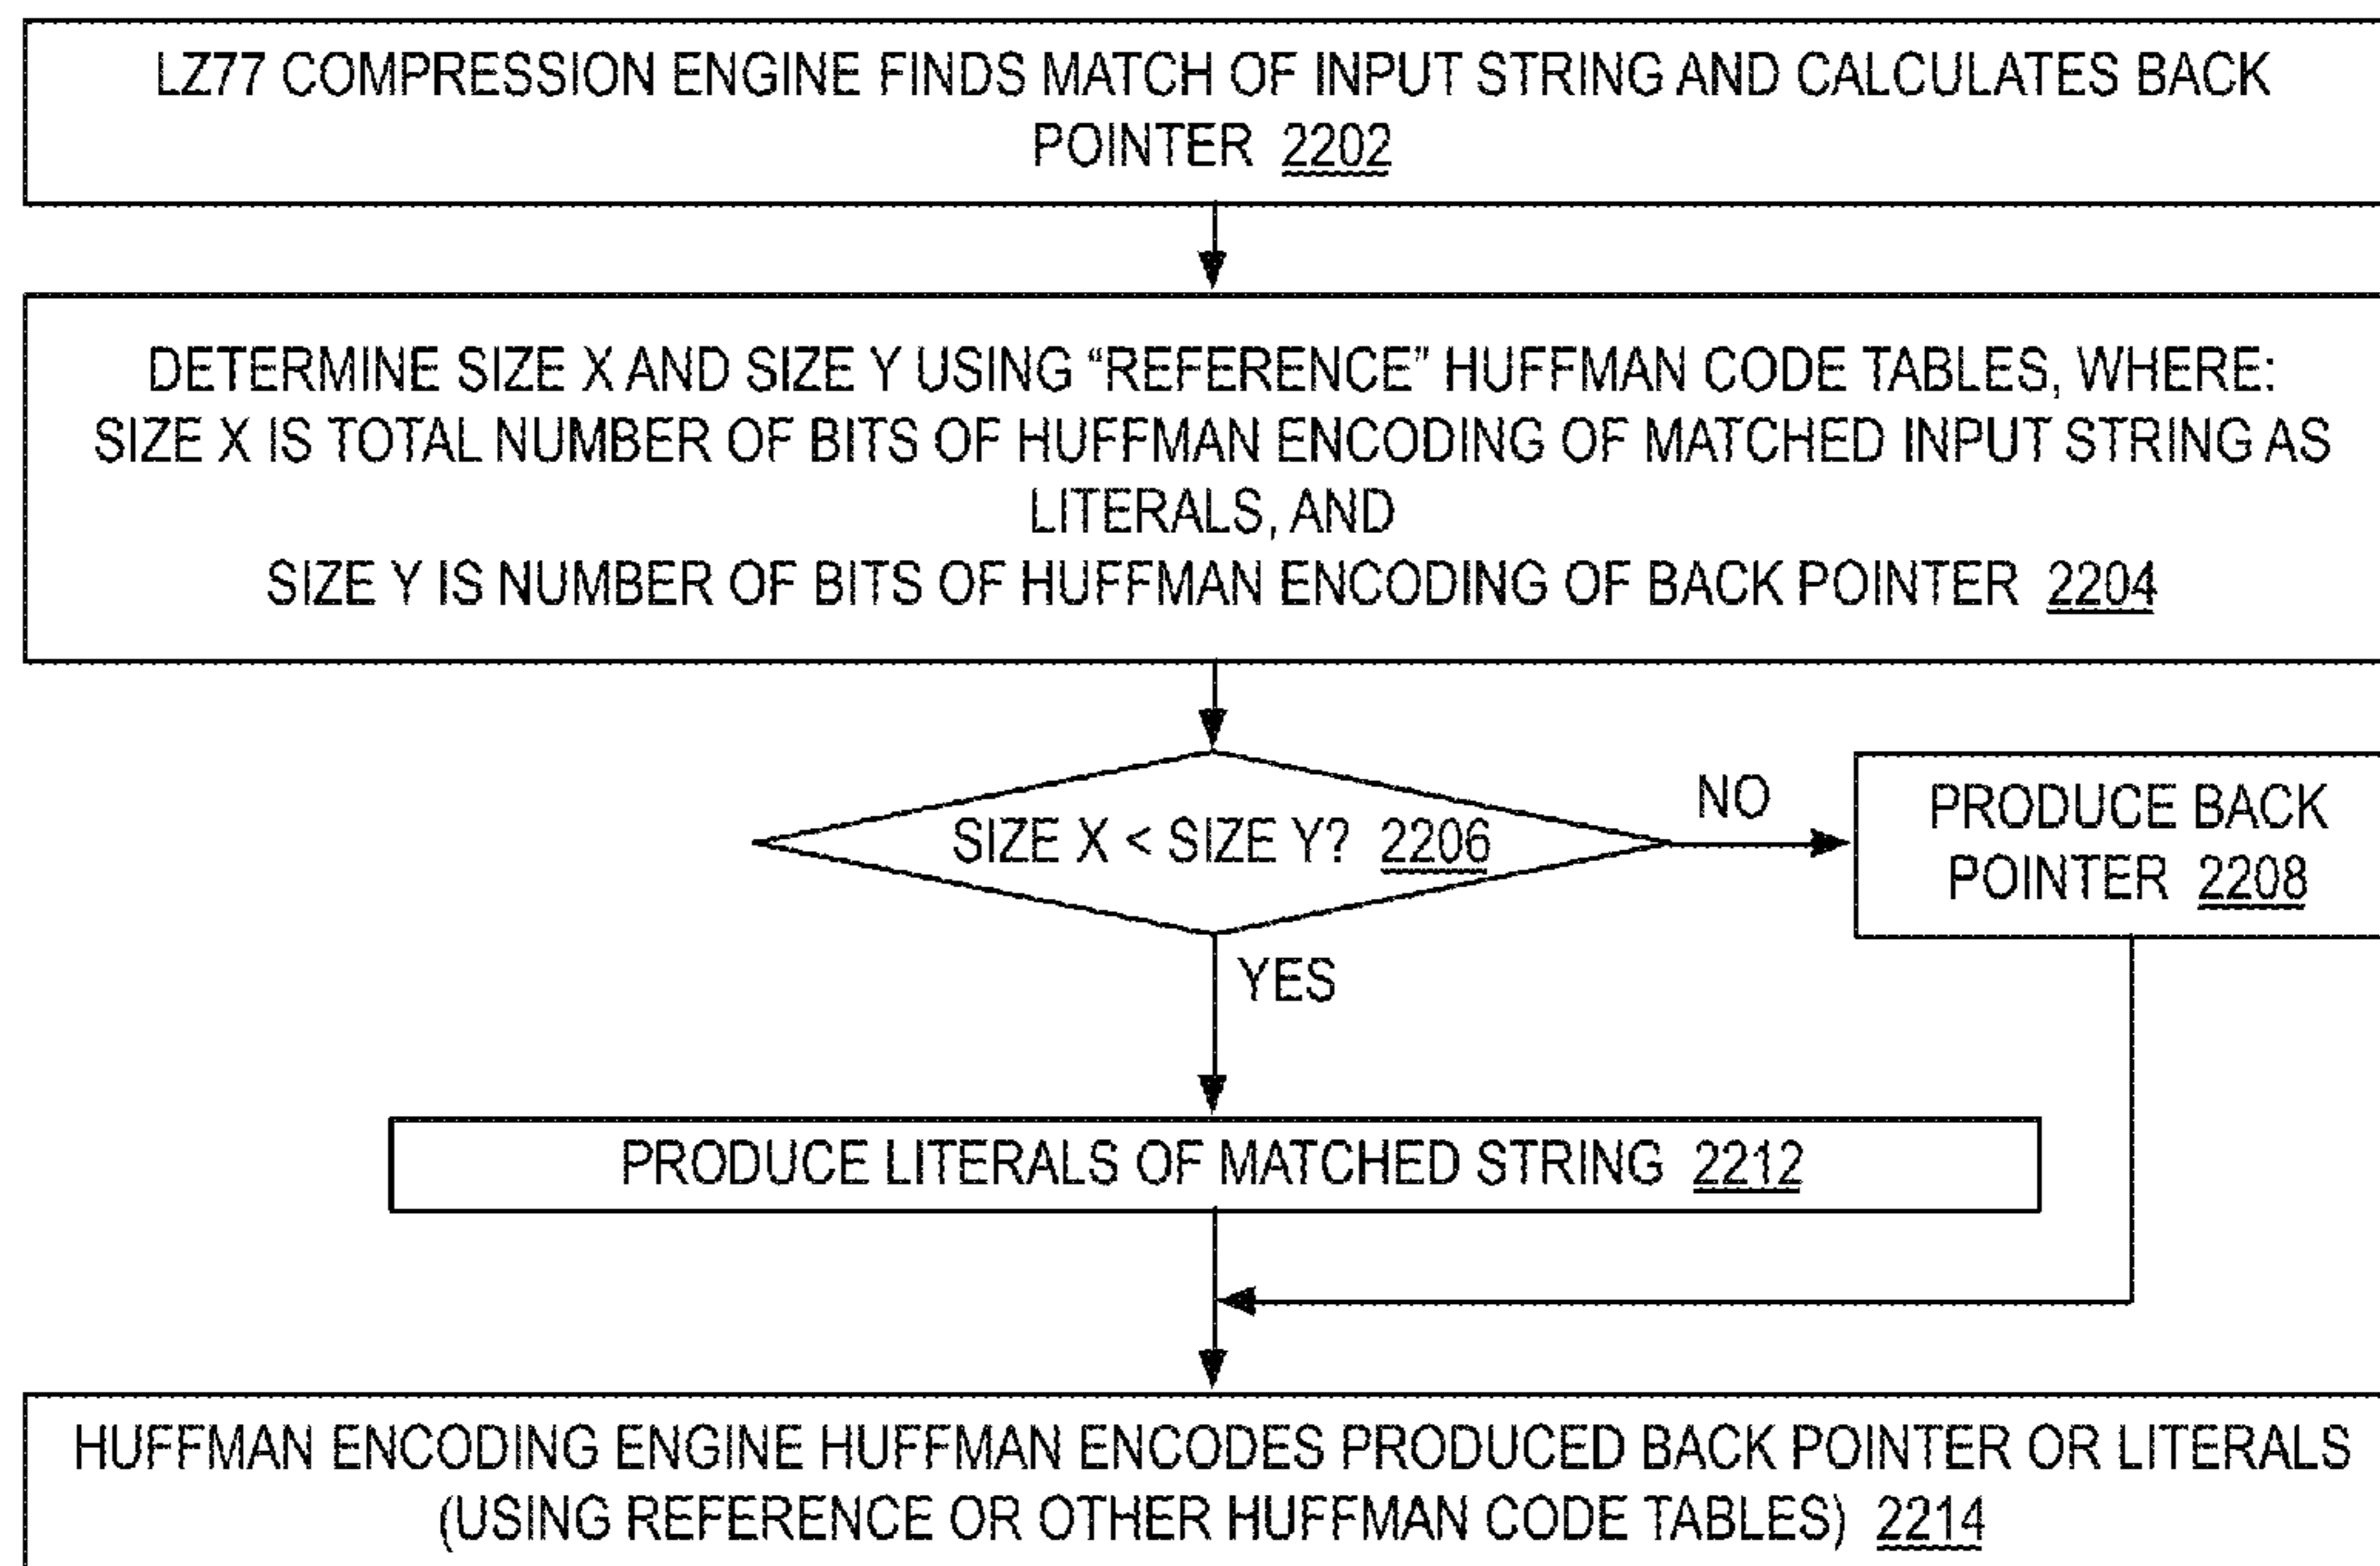 LZ77 COMPRESSION ENGINE FINDS MATCH OF INPUT STRING AND CALCULATES BACK
POINTER 2202
DETERMINE SIZE X AND SIZE Y USING “REFERENCE” HUFFMAN CODE TABLES, WHERE:
SIZE X IS TOTAL NUMBER OF BITS OF HUFFMAN ENCODING OF MATCHED INPUT STRING AS
LITERALS, AND
SIZE Y IS NUMBER OF BITS OF HUFFMAN ENCODING OF BACK POINTER 2204
SIZE X < SIZE Y? 2206
NO
PRODUCE BACK
POINTER 2208
YES
PRODUCE LITERALS OF MATCHED STRING 2212
HUFFMAN ENCODING ENGINE HUFFMAN ENCODES PRODUCED BACK POINTER OR LITERALS
(USING REFERENCE OR OTHER HUFFMAN CODE TABLES) 2214